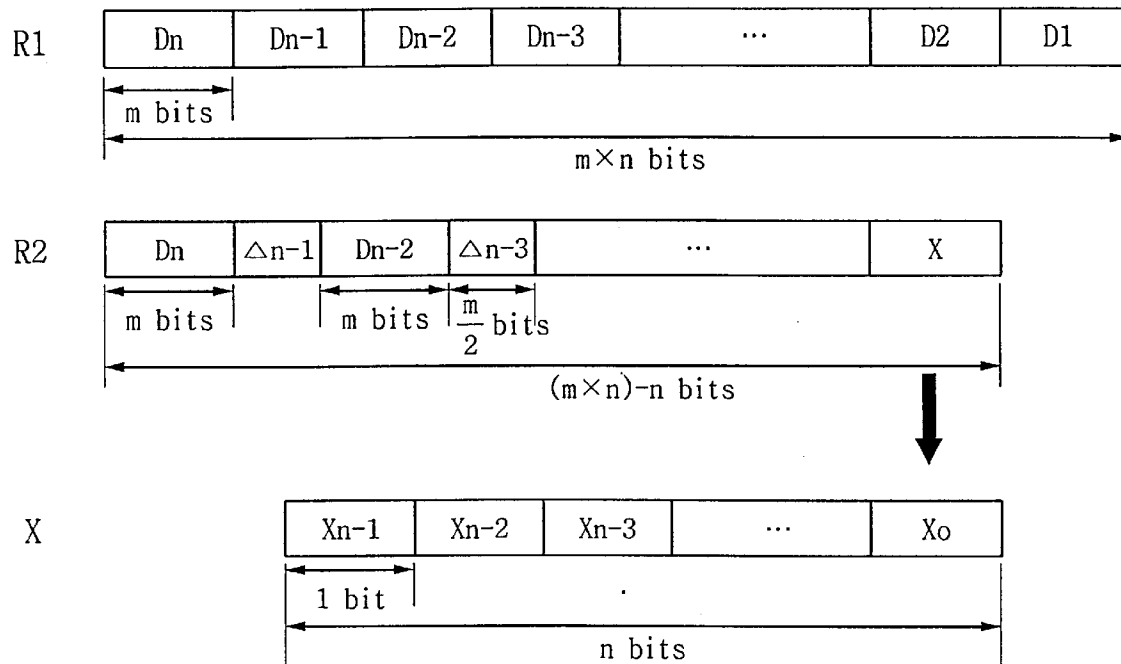 R1 Dn Dn-1 Dn-2 Dn-3 ⋯ D2 D1
m bits
m×n bits
R2 Dn △n-1 Dn-2 △n-3 ⋯ X
m bits m bits m/2 bits
(m×n)-n bits
X Xn-1 Xn-2 Xn-3 ⋯ Xo
1 bit
n bits